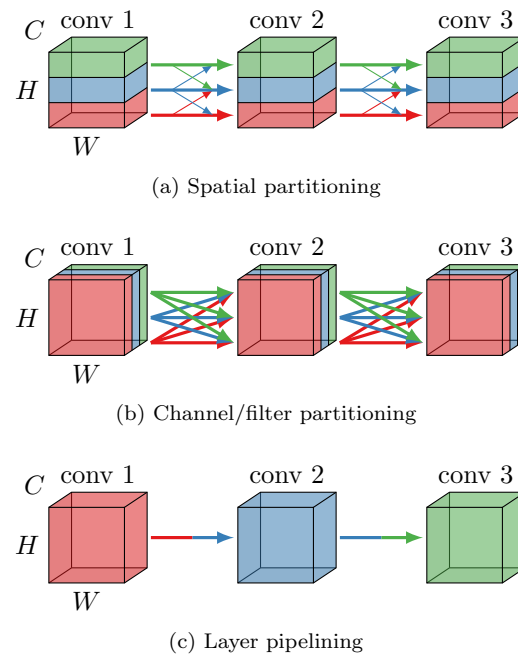 conv 1 conv 2 conv 3
C
H
W
(a) Spatial partitioning
conv 1 conv 2 conv 3
C
H
W
(b) Channel/filter partitioning
conv 1 conv 2 conv 3
C
H
W
(c) Layer pipelining